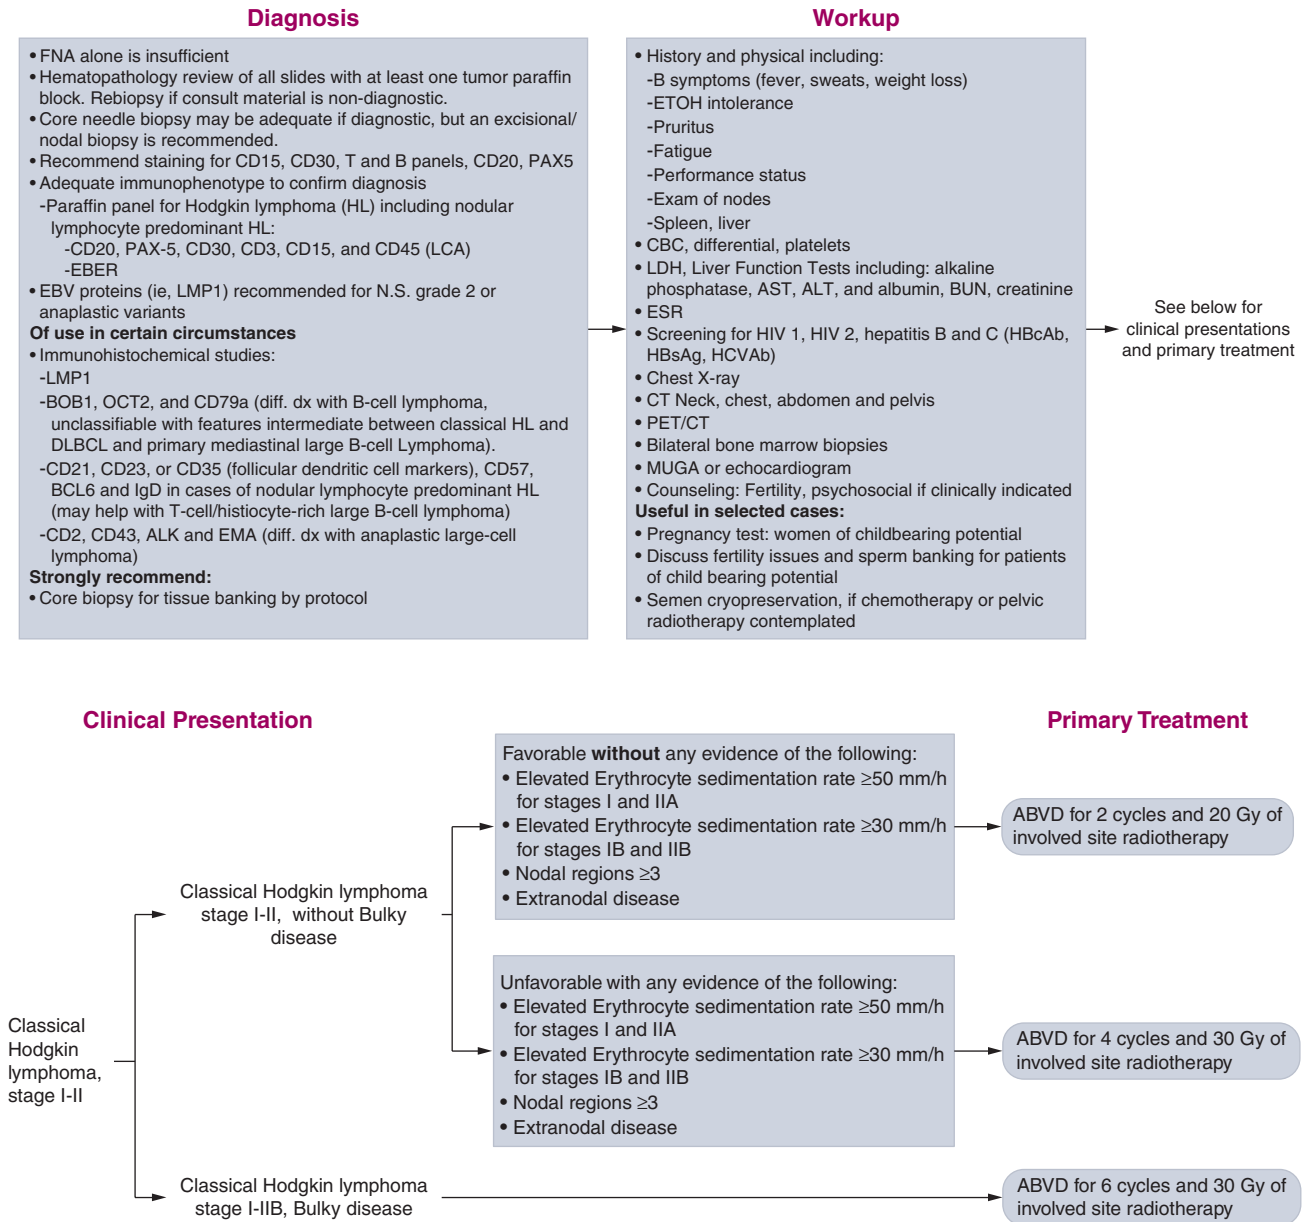 Diagnosis
• FNA alone is insufficient
• Hematopathology review of all slides with at least one tumor paraffin
block. Rebiopsy if consult material is non-diagnostic.
• Core needle biopsy may be adequate if diagnostic, but an excisional/
nodal biopsy is recommended.
• Recommend staining for CD15, CD30, T and B panels, CD20, PAX5
• Adequate immunophenotype to confirm diagnosis
-Paraffin panel for Hodgkin lymphoma (HL) including nodular
lymphocyte predominant HL:
-CD20, PAX-5, CD30, CD3, CD15, and CD45 (LCA)
-EBER
• EBV proteins (ie, LMP1) recommended for N.S. grade 2 or
anaplastic variants
Of use in certain circumstances
• Immunohistochemical studies:
-LMP1
-BOB1, OCT2, and CD79a (diff. dx with B-cell lymphoma,
unclassifiable with features intermediate between classical HL and
DLBCL and primary mediastinal large B-cell Lymphoma).
-CD21, CD23, or CD35 (follicular dendritic cell markers), CD57,
BCL6 and IgD in cases of nodular lymphocyte predominant HL
(may help with T-cell/histiocyte-rich large B-cell lymphoma)
-CD2, CD43, ALK and EMA (diff. dx with anaplastic large-cell
lymphoma)
Strongly recommend:
• Core biopsy for tissue banking by protocol
Workup
• History and physical including:
-B symptoms (fever, sweats, weight loss)
-ETOH intolerance
-Pruritus
-Fatigue
-Performance status
-Exam of nodes
-Spleen, liver
• CBC, differential, platelets
• LDH, Liver Function Tests including: alkaline
phosphatase, AST, ALT, and albumin, BUN, creatinine
• ESR
• Screening for HIV 1, HIV 2, hepatitis B and C (HBcAb,
HBsAg, HCVAb)
• Chest X-ray
• CT Neck, chest, abdomen and pelvis
• PET/CT
• Bilateral bone marrow biopsies
• MUGA or echocardiogram
• Counseling: Fertility, psychosocial if clinically indicated
Useful in selected cases:
• Pregnancy test: women of childbearing potential
• Discuss fertility issues and sperm banking for patients
of child bearing potential
• Semen cryopreservation, if chemotherapy or pelvic
radiotherapy contemplated
See below for
clinical presentations
and primary treatment
Clinical Presentation
Primary Treatment
Classical
Hodgkin
lymphoma,
stage I-II
Classical Hodgkin lymphoma
stage I-II, without Bulky
disease
Favorable without any evidence of the following:
• Elevated Erythrocyte sedimentation rate ≥50 mm/h
for stages I and IIA
• Elevated Erythrocyte sedimentation rate ≥30 mm/h
for stages IB and IIB
• Nodal regions ≥3
• Extranodal disease
ABVD for 2 cycles and 20 Gy of
involved site radiotherapy
Unfavorable with any evidence of the following:
• Elevated Erythrocyte sedimentation rate ≥50 mm/h
for stages I and IIA
• Elevated Erythrocyte sedimentation rate ≥30 mm/h
for stages IB and IIB
• Nodal regions ≥3
• Extranodal disease
ABVD for 4 cycles and 30 Gy of
involved site radiotherapy
Classical Hodgkin lymphoma
stage I-IIB, Bulky disease
ABVD for 6 cycles and 30 Gy of
involved site radiotherapy